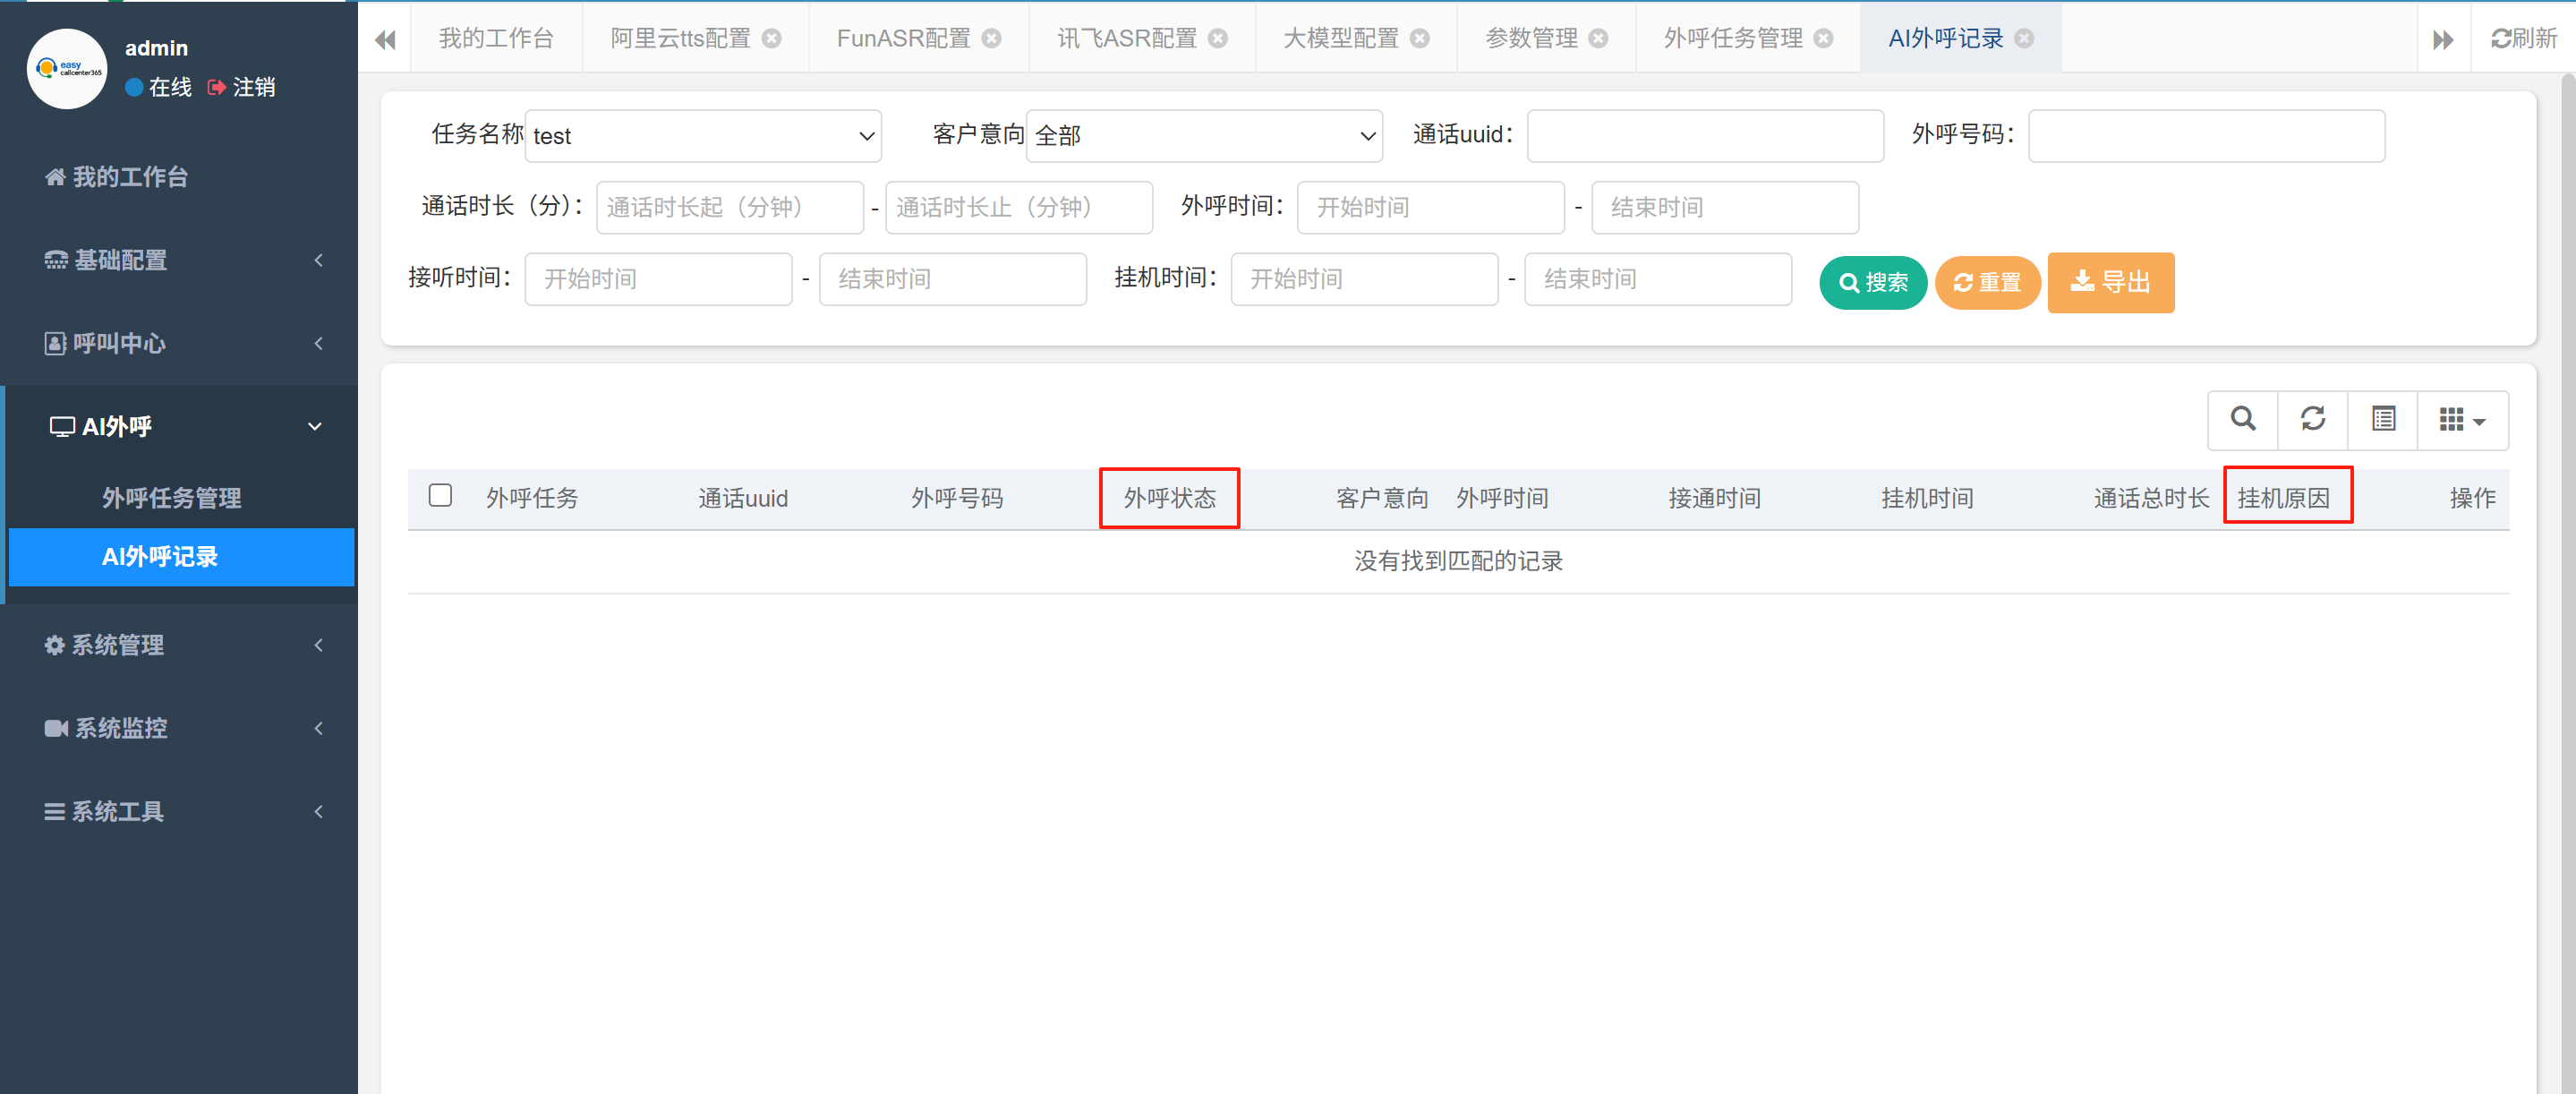 easy
callcenter365
admin
在线 注销
我的工作台
基础配置
呼叫中心
AI外呼
外呼任务管理
AI外呼记录
系统管理
系统监控
系统工具
我的工作台 阿里云tts配置 FunASR配置 讯飞ASR配置 大模型配置 参数管理 外呼任务管理 AI外呼记录 刷新
任务名称 test 客户意向 全部 通话uuid： 外呼号码：
通话时长（分）： 通话时长起（分钟） - 通话时长止（分钟） 外呼时间： 开始时间 - 结束时间
接听时间： 开始时间 - 结束时间 挂机时间： 开始时间 - 结束时间 搜索 重置 导出
外呼任务 通话uuid 外呼号码 外呼状态 客户意向 外呼时间 接通时间 挂机时间 通话总时长 挂机原因 操作
没有找到匹配的记录